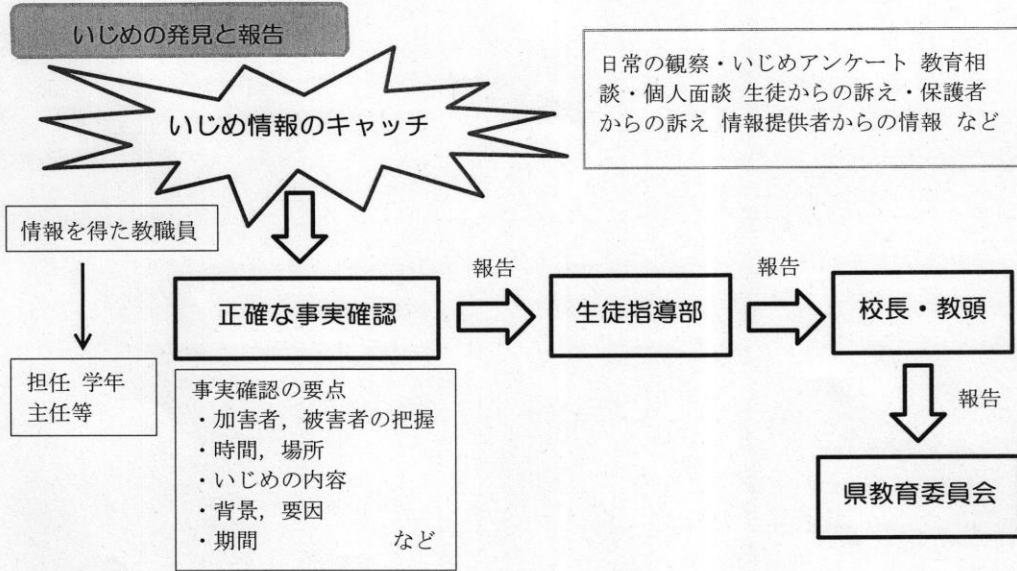 いじめの発見と報告
いじめ情報のキャッチ
日常の観察・いじめアンケート 教育相
談・個人面談 生徒からの訴え・保護者
からの訴え 情報提供者からの情報 など
情報を得た教職員
担任 学年
主任等
正確な事実確認
報告
生徒指導部
報告
校長・教頭
事実確認の要点
・加害者，被害者の把握
・時間，場所
・いじめの内容
・背景，要因
・期間 など
報告
県教育委員会